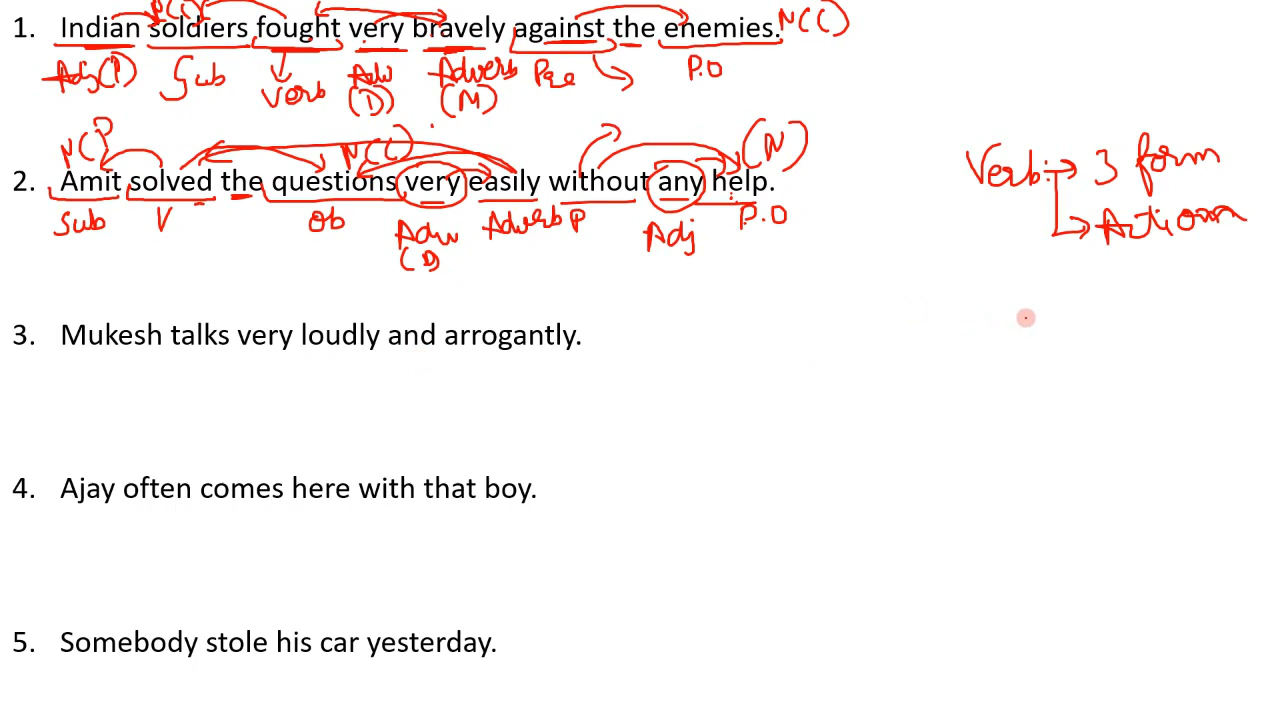 N(C)
1. Indian soldiers fought very bravely against the enemies. N(C)
Adj(P) Sub Verb Adv (D) Adverb (M) Pre P.O
N(P) N(C) (N)
2. Amit solved the questions very easily without any help.
Sub V Ob Adv (D) Adverb P Adj P.O
Verb:→ 3 form
→ Action
3. Mukesh talks very loudly and arrogantly.
4. Ajay often comes here with that boy.
5. Somebody stole his car yesterday.